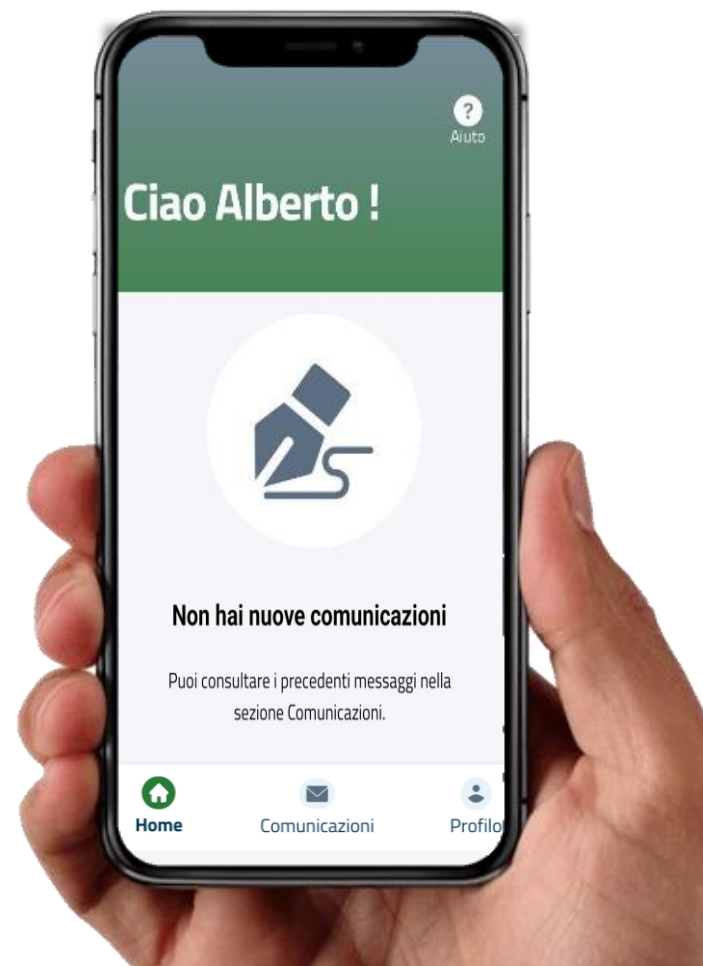 ?
Aiuto
Ciao Alberto !
Non hai nuove comunicazioni
Puoi consultare i precedenti messaggi nella
sezione Comunicazioni.
Home Comunicazioni Profilo